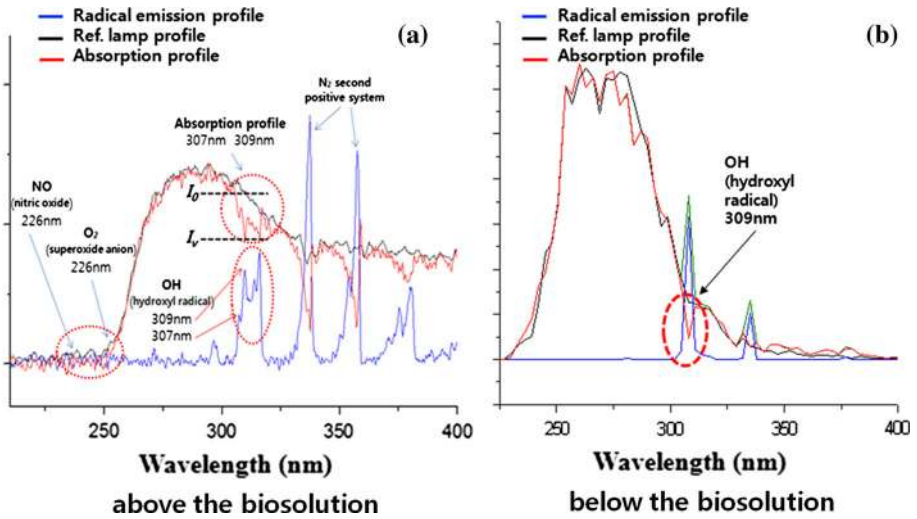 Radical emission profile
Ref. lamp profile
Absorption profile
(a)
N₂ second
positive system
Absorption profile
307nm 309nm
NO
(nitric oxide)
226nm
I₀
O₂
(superoxide anion)
226nm
Iᵥ
OH
(hydroxyl radical)
309nm
307nm
250
300
350
400
Wavelength (nm)
above the biosolution
Radical emission profile
Ref. lamp profile
Absorption profile
(b)
OH
(hydroxyl
radical)
309nm
250
300
350
400
Wavelength (nm)
below the biosolution